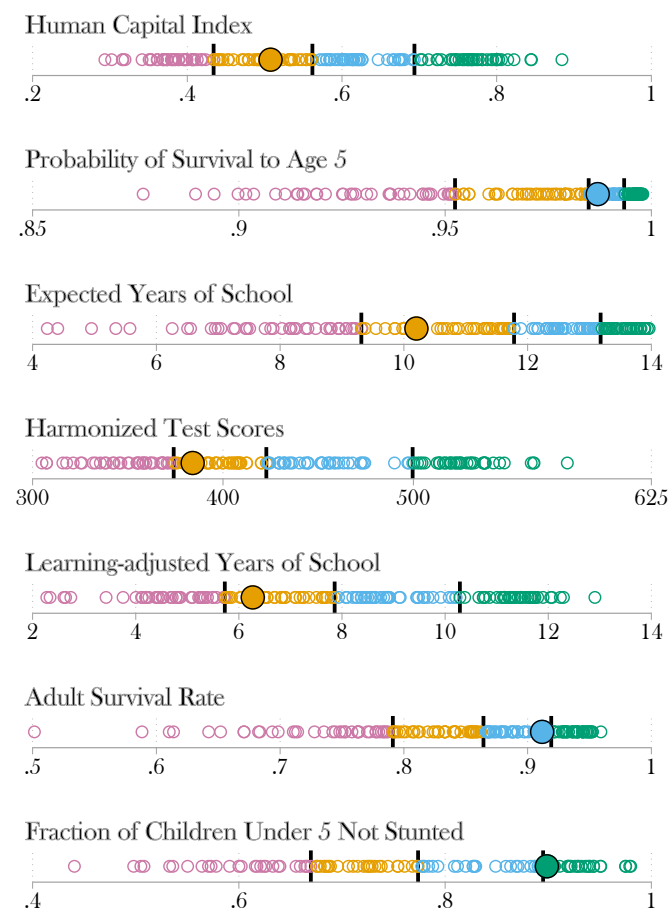 Human Capital Index
.2 .4 .6 .8 1
Probability of Survival to Age 5
.85 .9 .95 1
Expected Years of School
4 6 8 10 12 14
Harmonized Test Scores
300 400 500 625
Learning-adjusted Years of School
2 4 6 8 10 12 14
Adult Survival Rate
.5 .6 .7 .8 .9 1
Fraction of Children Under 5 Not Stunted
.4 .6 .8 1